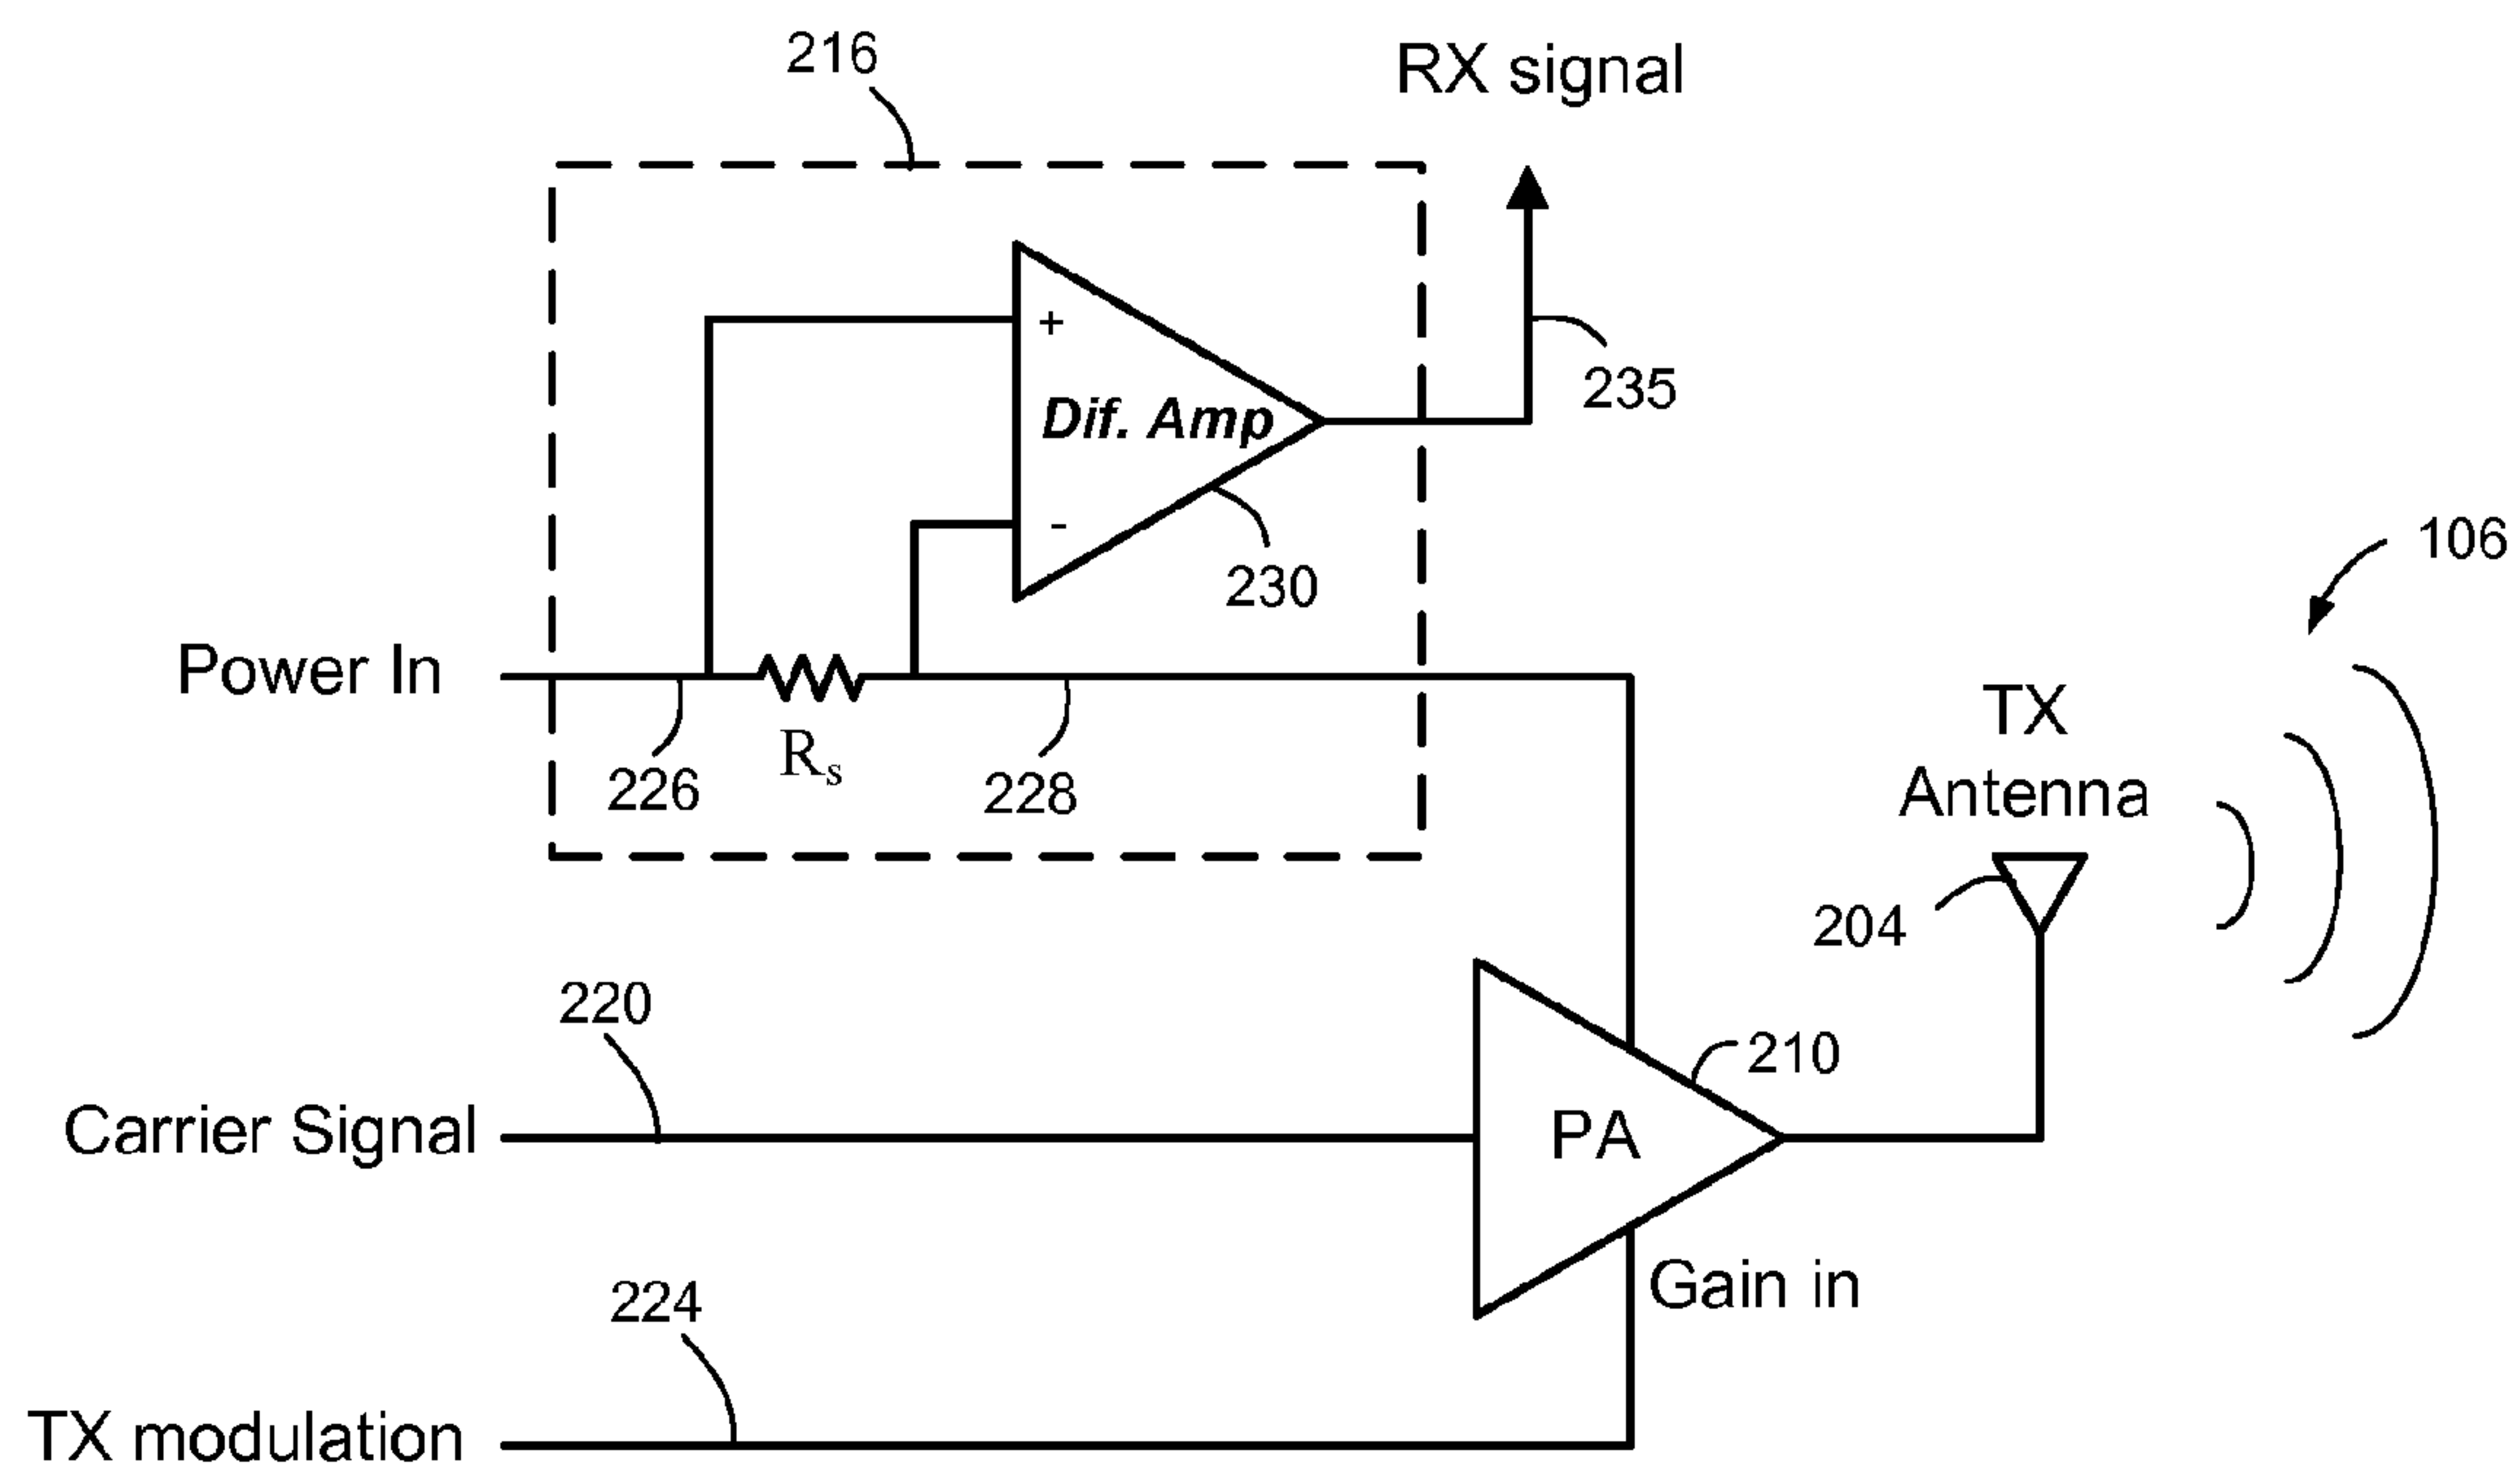 216
RX signal
+
Dif. Amp
235
-
230
106
Power In
226
Rs
228
TX
Antenna
204
220
210
Carrier Signal
PA
Gain in
224
TX modulation